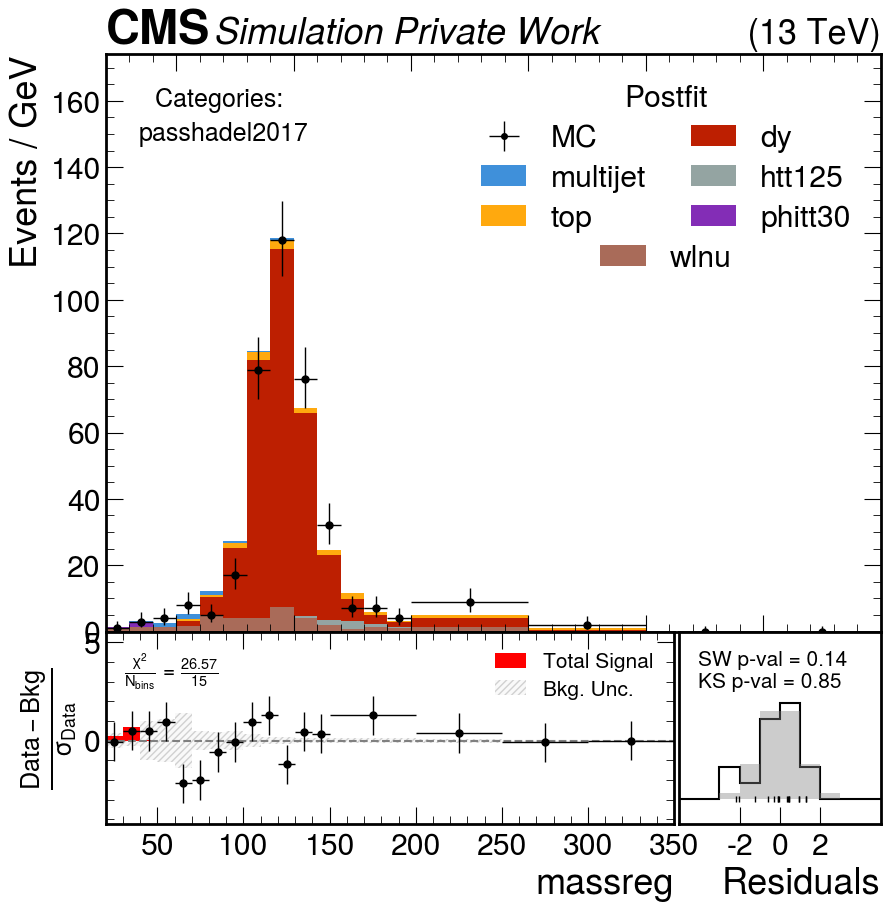 CMS Simulation Private Work (13 TeV)
Events / GeV
160
140
120
100
80
60
40
20
0
Categories:
passhadel2017
Postfit
MC
dy
multijet
htt125
top
phitt30
wlnu
Data − Bkg
σData
5
0
χ2
Nbins
= 26.57
15
Total Signal
Bkg. Unc.
SW p-val = 0.14
KS p-val = 0.85
50 100 150 200 250 300 350
-2 0 2
massreg
Residuals